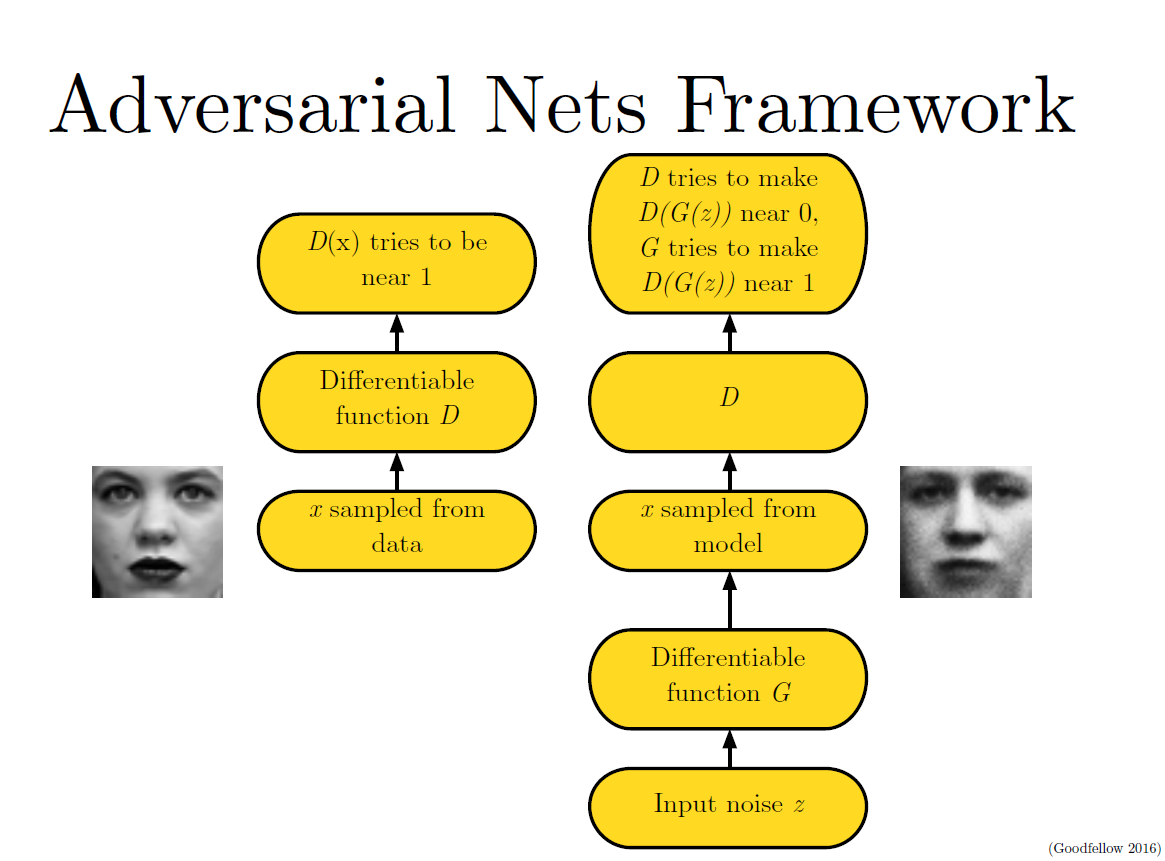 Adversarial Nets Framework
D(x) tries to be
near 1
Differentiable
function D
x sampled from
data
D tries to make
D(G(z)) near 0,
G tries to make
D(G(z)) near 1
D
x sampled from
model
Differentiable
function G
Input noise z
(Goodfellow 2016)